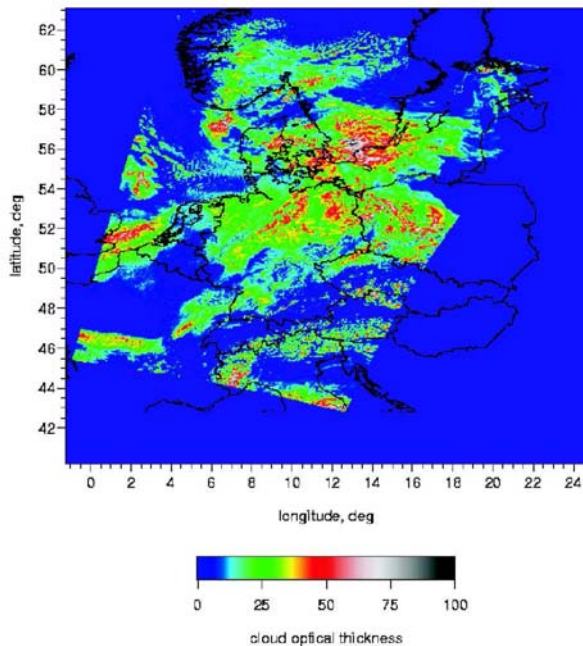 62
60
58
56
54
52
50
48
46
44
42
latitude, deg
0 2 4 6 8 10 12 14 16 18 20 22 24
longitude, deg
0 25 50 75 100
cloud optical thickness